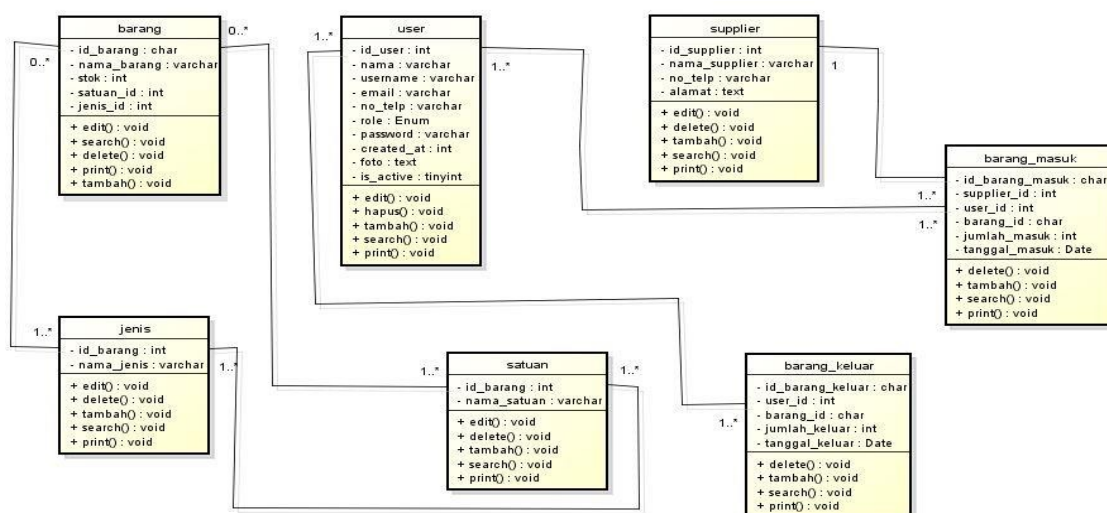 barang
- id_barang : char
- nama_barang : varchar
- stok : int
- satuan_id : int
- jenis_id : int
+ edit() : void
+ search() : void
+ delete() : void
+ print() : void
+ tambah() : void
0..*
0..*
user
- id_user : int
- nama : varchar
- username : varchar
- email : varchar
- no_telp : varchar
- role : Enum
- password : varchar
- created_at : int
- foto : text
- is_active : tinyint
+ edit() : void
+ hapus() : void
+ tambah() : void
+ search() : void
+ print() : void
1..*
1..*
supplier
- id_supplier : int
- nama_supplier : varchar
- no_telp : varchar
- alamat : text
+ edit() : void
+ delete() : void
+ tambah() : void
+ search() : void
+ print() : void
1
barang_masuk
- id_barang_masuk : char
- supplier_id : int
- user_id : int
- barang_id : char
- jumlah_masuk : int
- tanggal_masuk : Date
+ delete() : void
+ tambah() : void
+ search() : void
+ print() : void
1..*
1..*
jenis
- id_barang : int
- nama_jenis : varchar
+ edit() : void
+ delete() : void
+ tambah() : void
+ search() : void
+ print() : void
1..*
1..*
satuan
- id_barang : int
- nama_satuan : varchar
+ edit() : void
+ delete() : void
+ tambah() : void
+ search() : void
+ print() : void
1..*
1..*
barang_keluar
- id_barang_keluar : char
- user_id : int
- barang_id : char
- jumlah_keluar : int
- tanggal_keluar : Date
+ delete() : void
+ tambah() : void
+ search() : void
+ print() : void
1..*